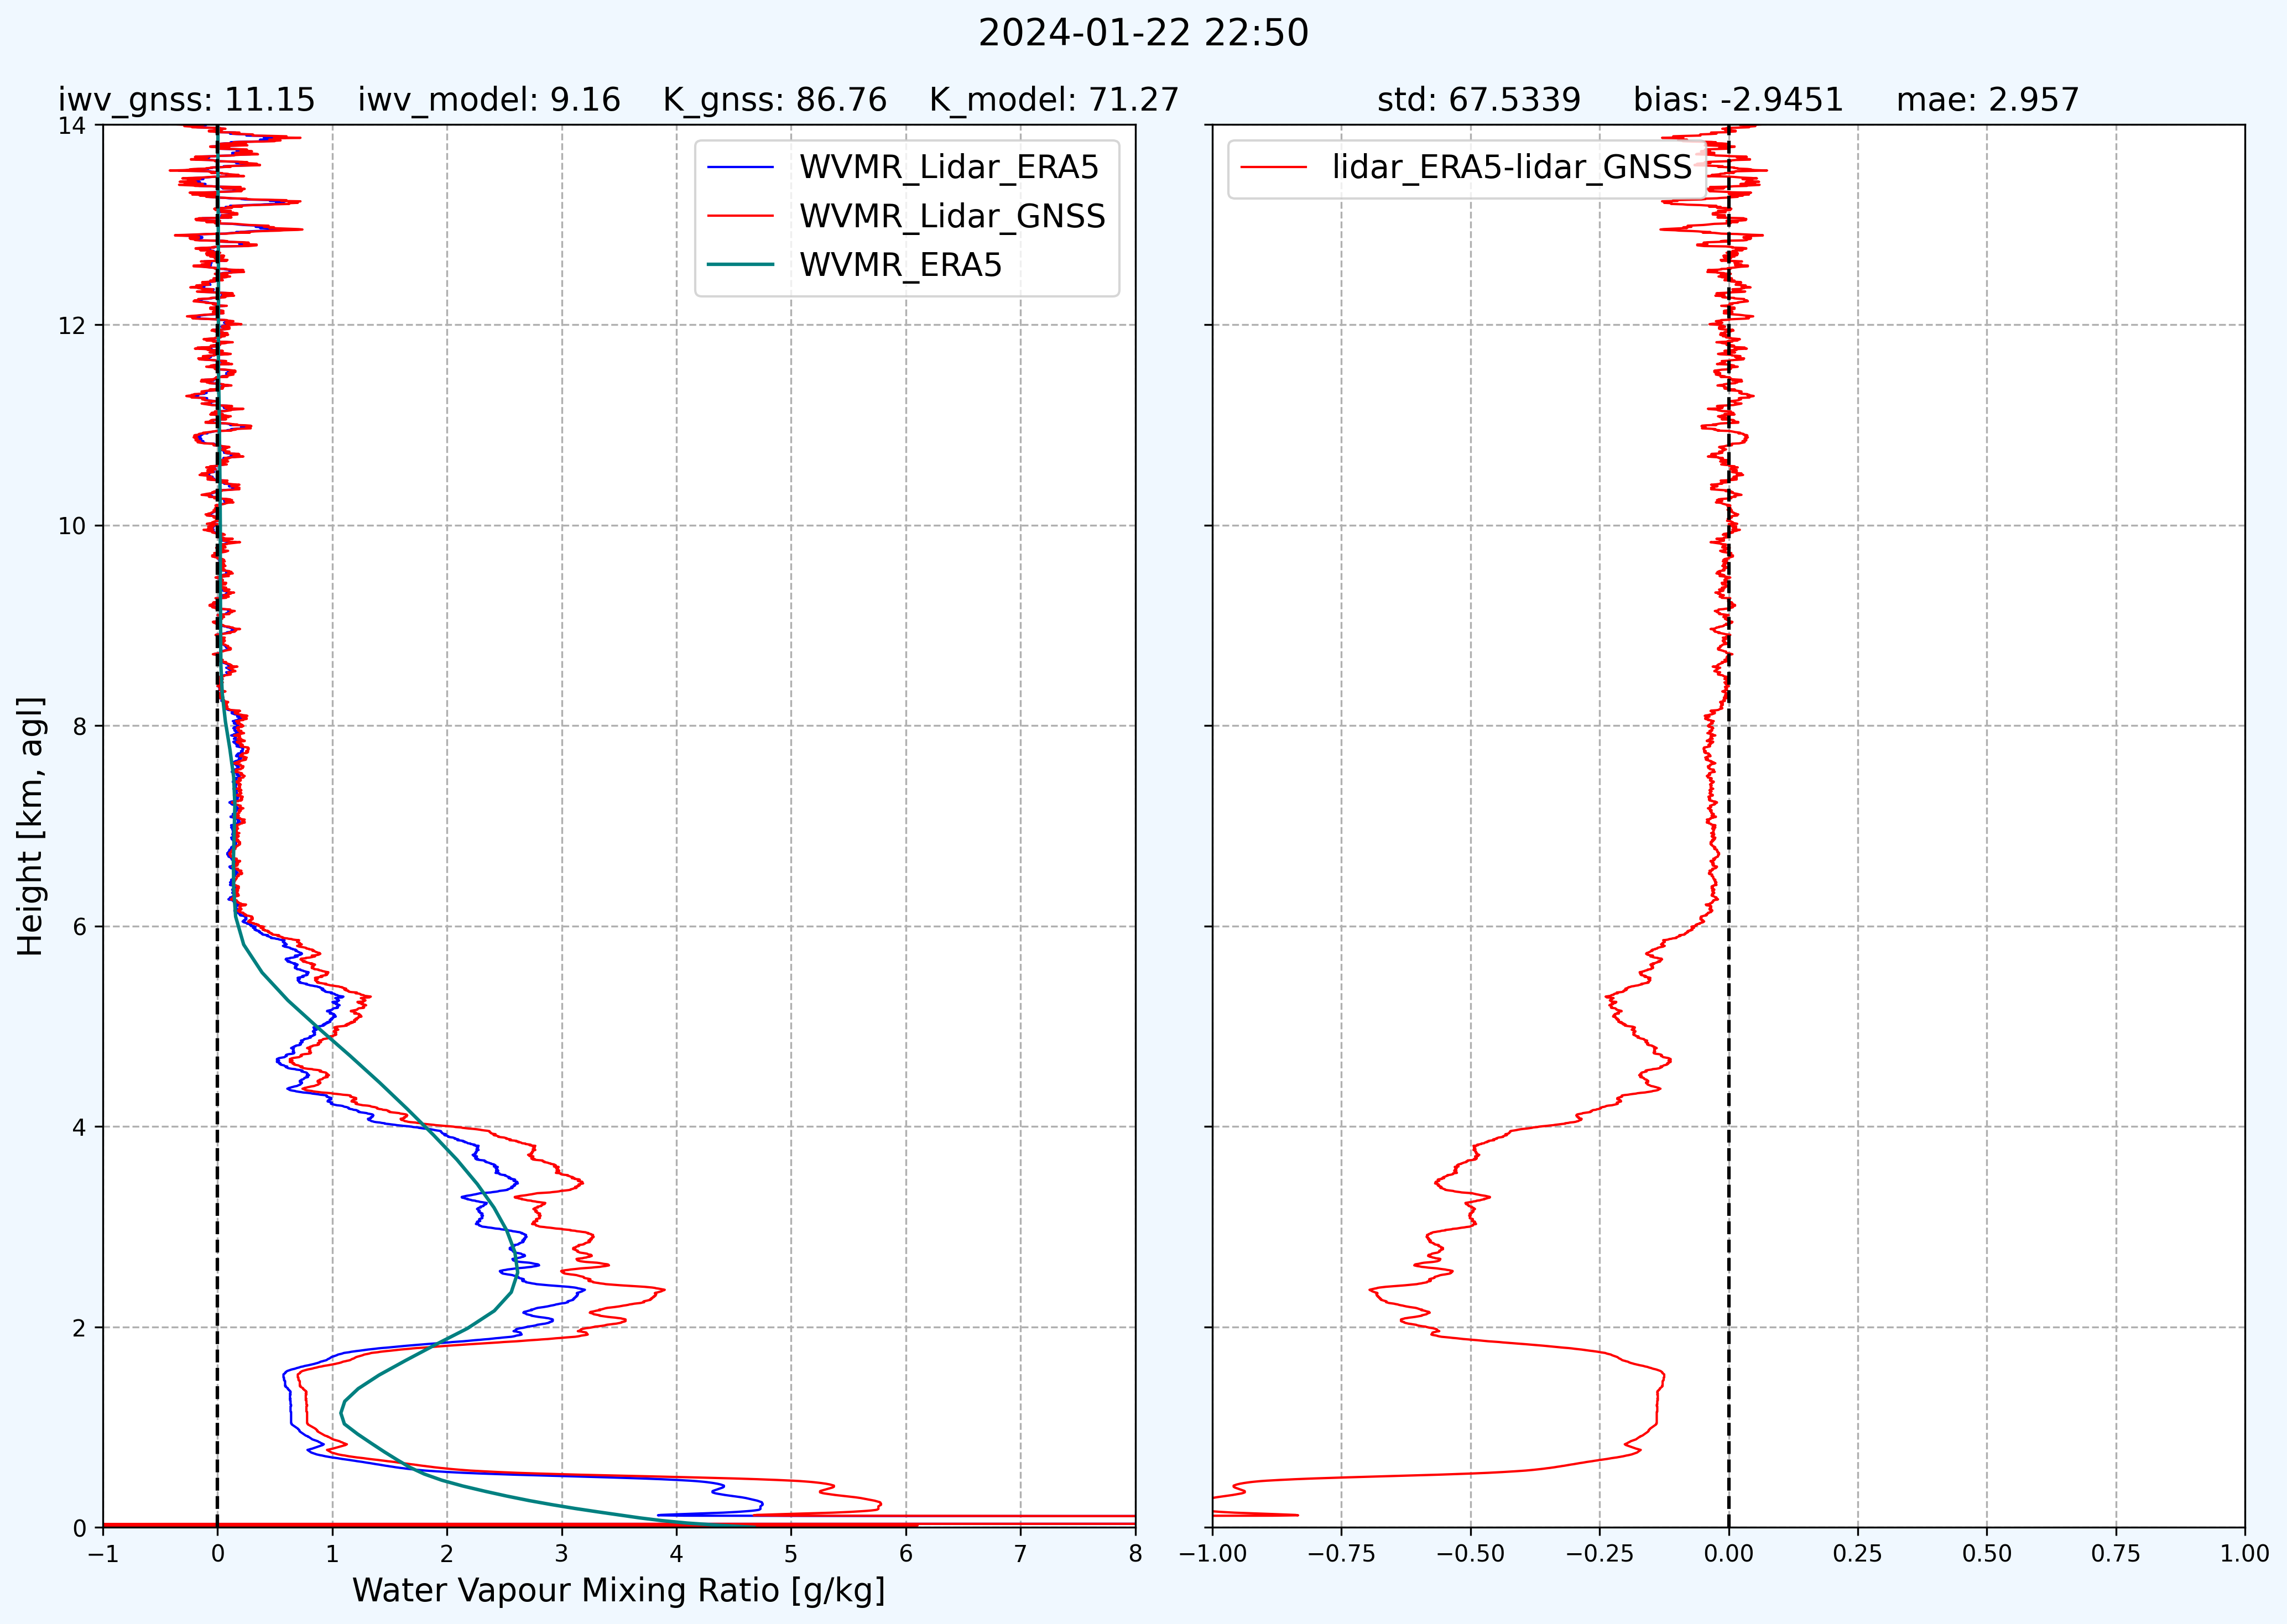 2024-01-22 22:50
iwv_gnss: 11.15 iwv_model: 9.16 K_gnss: 86.76 K_model: 71.27
std: 67.5339 bias: -2.9451 mae: 2.957
WVMR_Lidar_ERA5
WVMR_Lidar_GNSS
WVMR_ERA5
lidar_ERA5-lidar_GNSS
Height [km, agl]
14
12
10
8
6
4
2
0
−1 0 1 2 3 4 5 6 7 8
Water Vapour Mixing Ratio [g/kg]
−1.00 −0.75 −0.50 −0.25 0.00 0.25 0.50 0.75 1.00